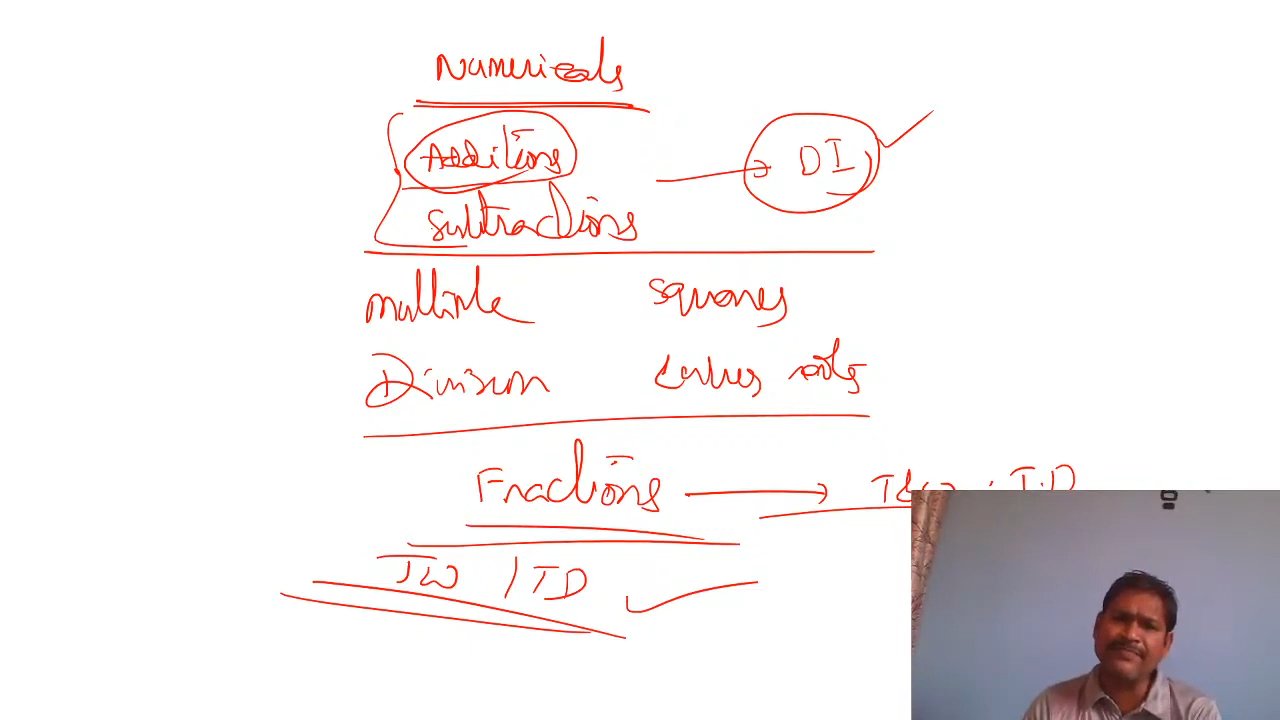 Numericals
Additions DI
Subtractions
multiple squares
Division cubes roots
Fractions T&W, T.D
TW / TD